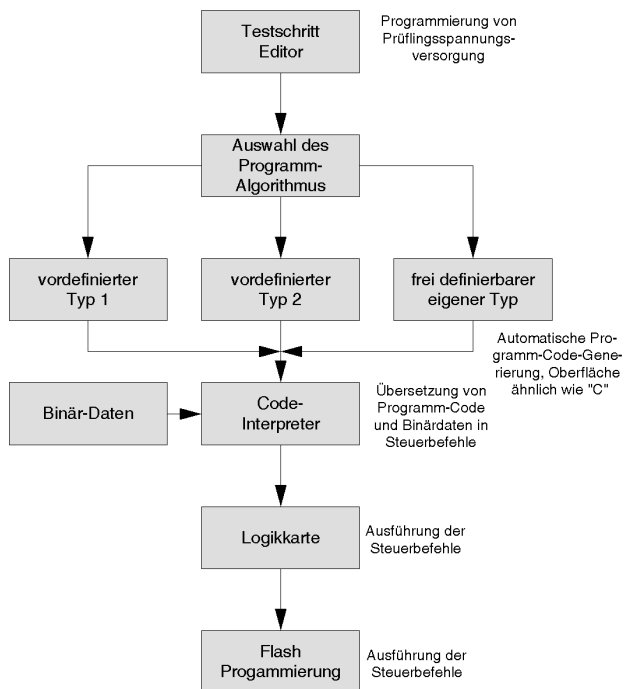 Testschritt
Editor
Programmierung von
Prüflingsspannungs-
versorgung
Auswahl des
Programm-
Algorithmus
vordefinierter
Typ 1
vordefinierter
Typ 2
frei definierbarer
eigener Typ
Automatische Pro-
gramm-Code-Gene-
rierung, Oberfläche
ähnlich wie "C"
Binär-Daten
Code-
Interpreter
Übersetzung von
Programm-Code
und Binärdaten in
Steuerbefehle
Logikkarte
Ausführung der
Steuerbefehle
Flash
Progammierung
Ausführung der
Steuerbefehle